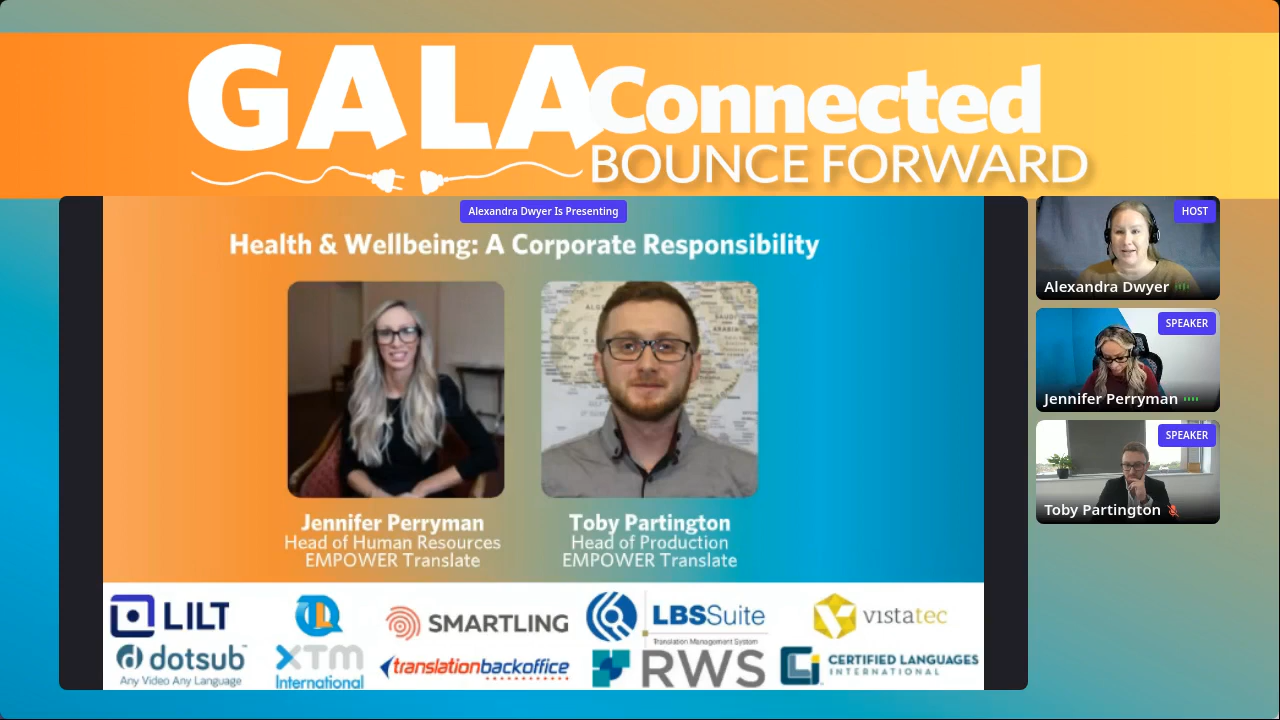 GALA Connected
BOUNCE FORWARD
Alexandra Dwyer Is Presenting
Health & Wellbeing: A Corporate Responsibility
Jennifer Perryman
Head of Human Resources
EMPOWER Translate
Toby Partington
Head of Production
EMPOWER Translate
LILT
SMARTLING
LBSSuite
Translation Management System
vistatec
dotsub™
Any Video Any Language
XTM
International
translationbackoffice
RWS
CERTIFIED LANGUAGES
INTERNATIONAL
HOST
Alexandra Dwyer
SPEAKER
Jennifer Perryman
SPEAKER
Toby Partington